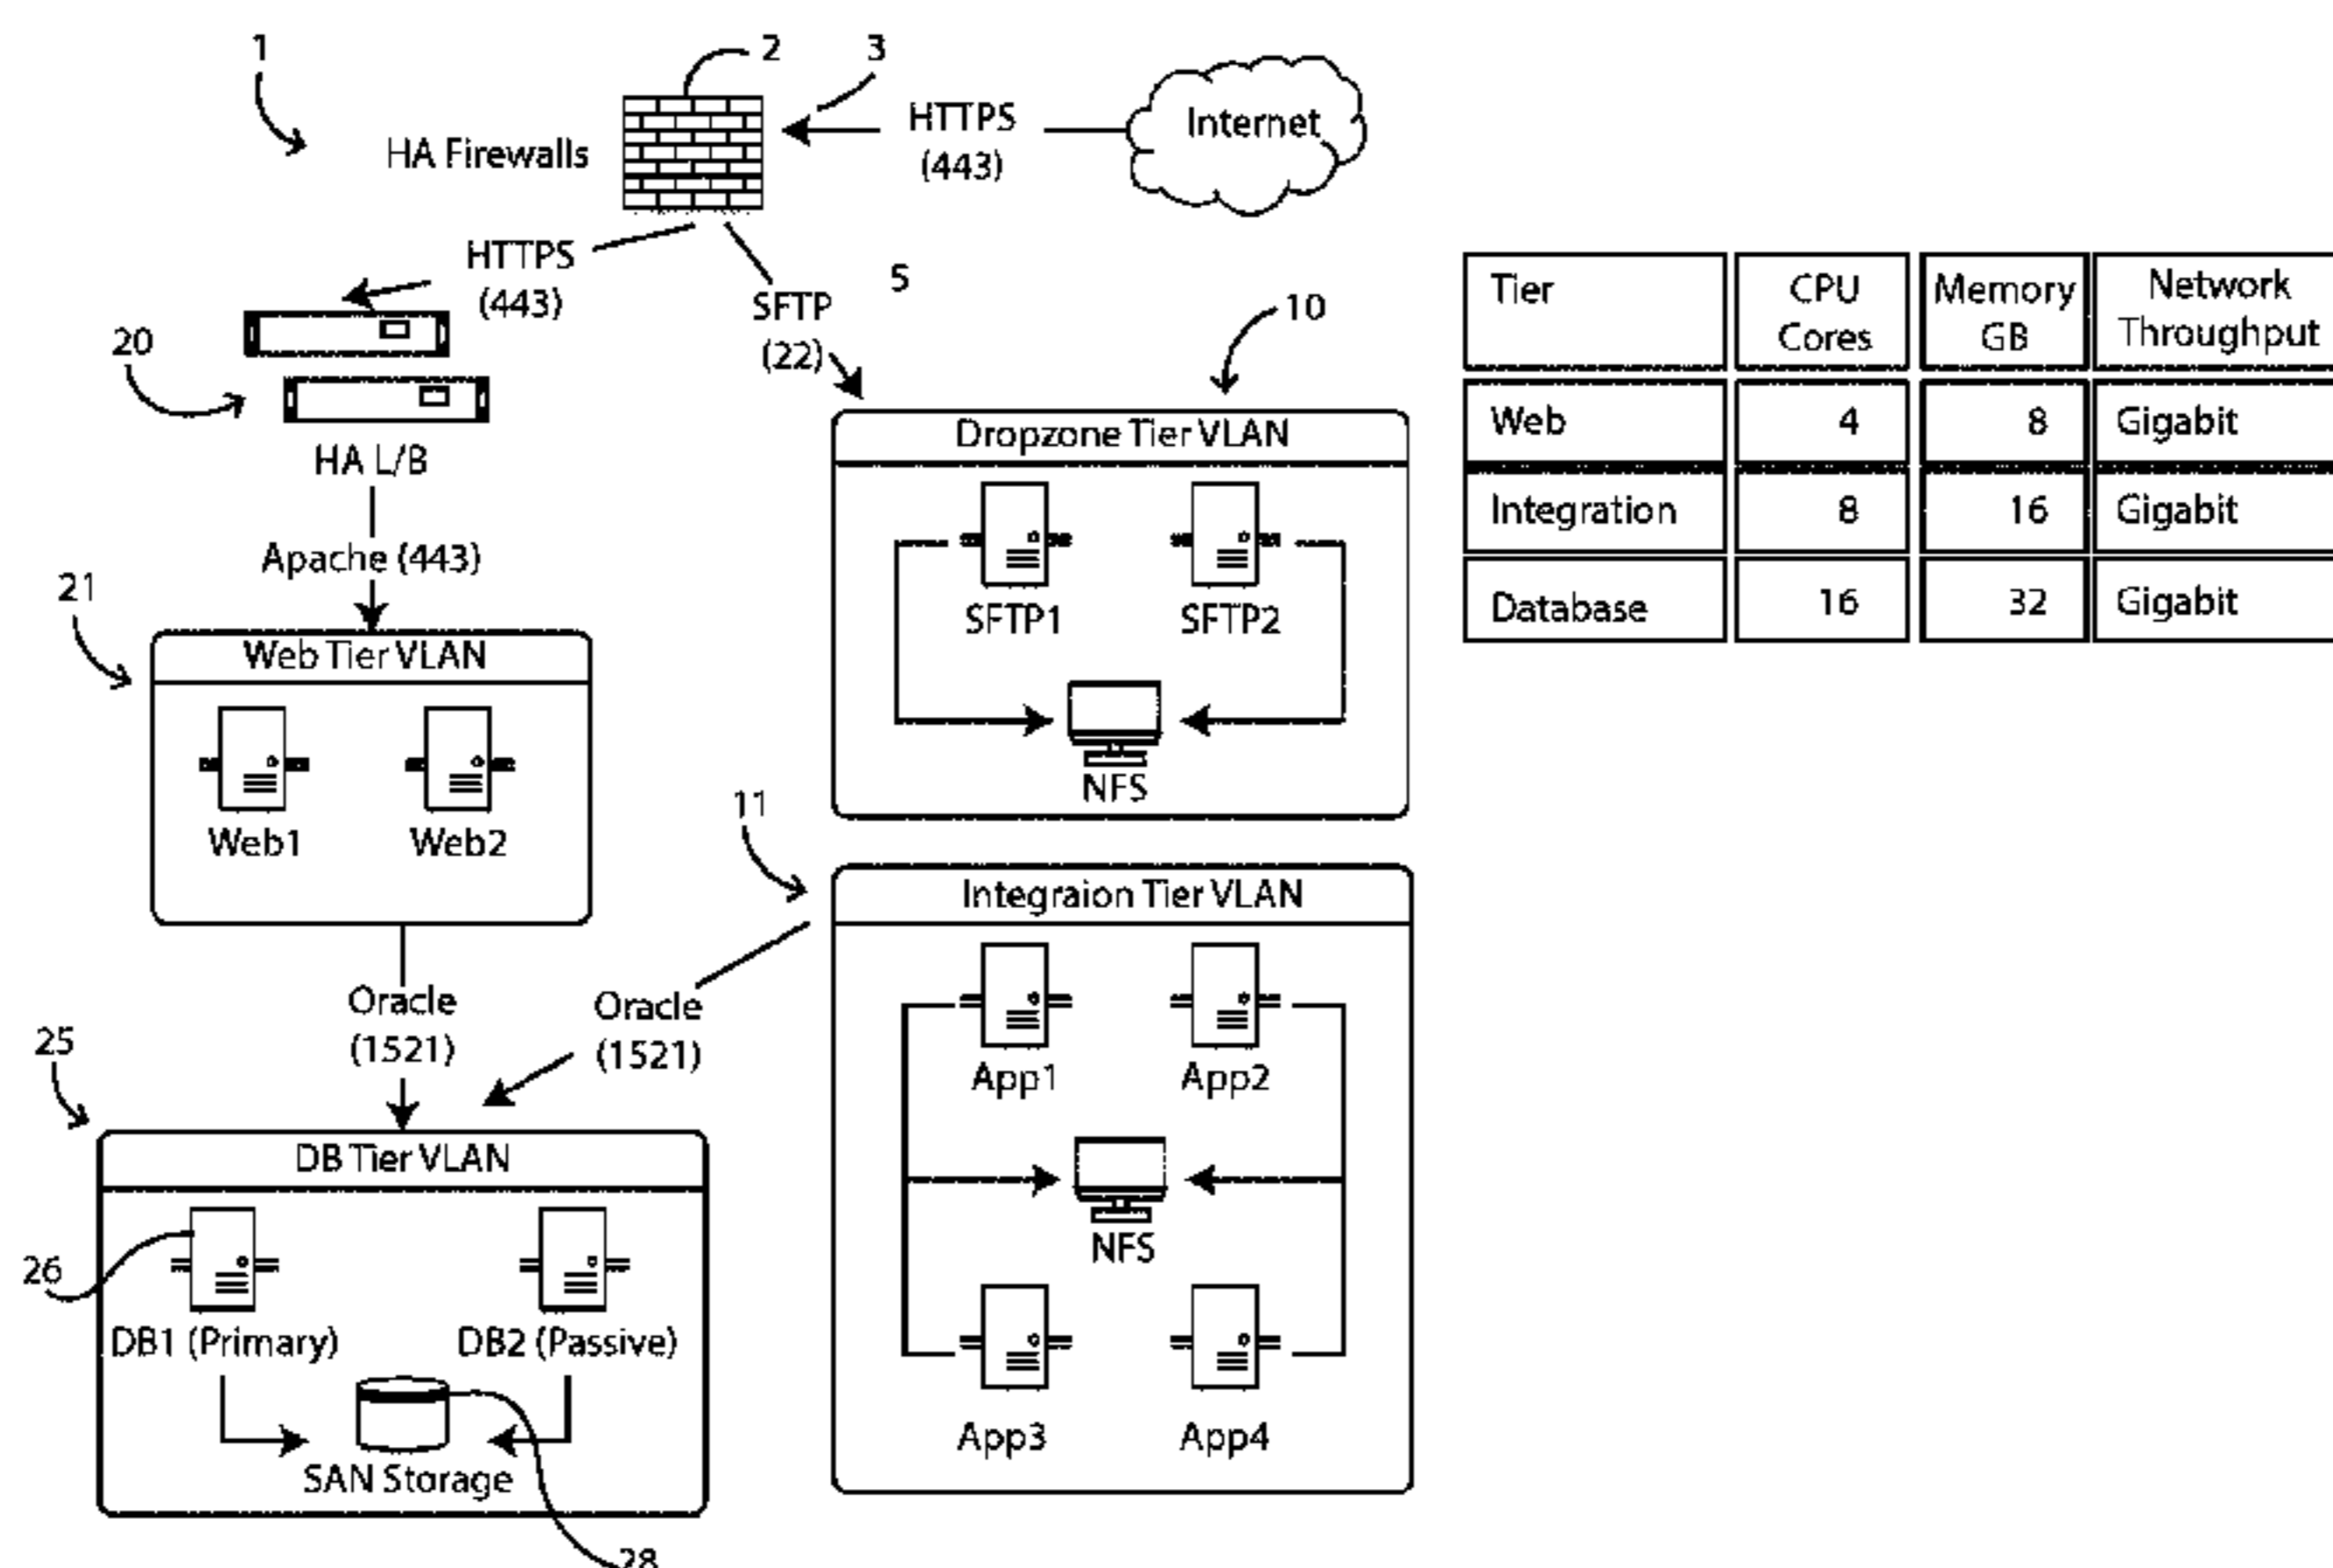 1
2
3
HA Firewalls
HTTPS
(443)
Internet
HTTPS
(443)
5
SFTP
(22)
10
20
HA L/B
Apache (443)
21
Web Tier VLAN
Web1
Web2
Dropzone Tier VLAN
SFTP1
SFTP2
NFS
Tier
CPU
Cores
Memory
GB
Network
Throughput
Web
4
8
Gigabit
Integration
8
16
Gigabit
Database
16
32
Gigabit
11
Integraion Tier VLAN
App1
App2
NFS
App3
App4
Oracle
(1521)
Oracle
(1521)
25
DB Tier VLAN
26
DB1 (Primary)
DB2 (Passive)
SAN Storage
28